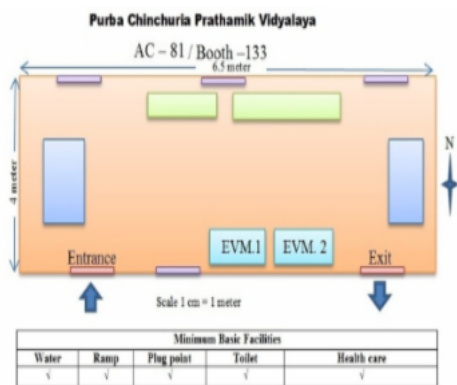 Purba Chinchuria Prathamik Vidyalaya
AC – 81 / Booth –133
6.5 meter
4 meter
N
EVM.1 EVM. 2
Entrance Exit
Scale 1 cm = 1 meter
Minimum Basic Facilities
Water Ramp Plug point Toilet Health care
√ √ √ √ √